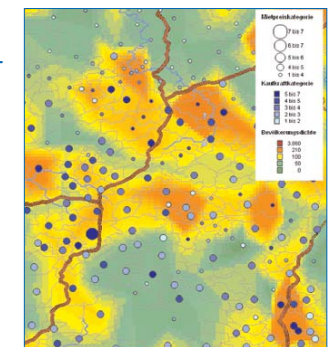 Mietpreiskategorie
7 bis 7
6 bis 7
5 bis 6
4 bis 5
1 bis 4
Kaufkraftkategorie
5 bis 7
4 bis 5
3 bis 4
2 bis 3
1 bis 2
Bevölkerungsdichte
3.000
210
100
50
0